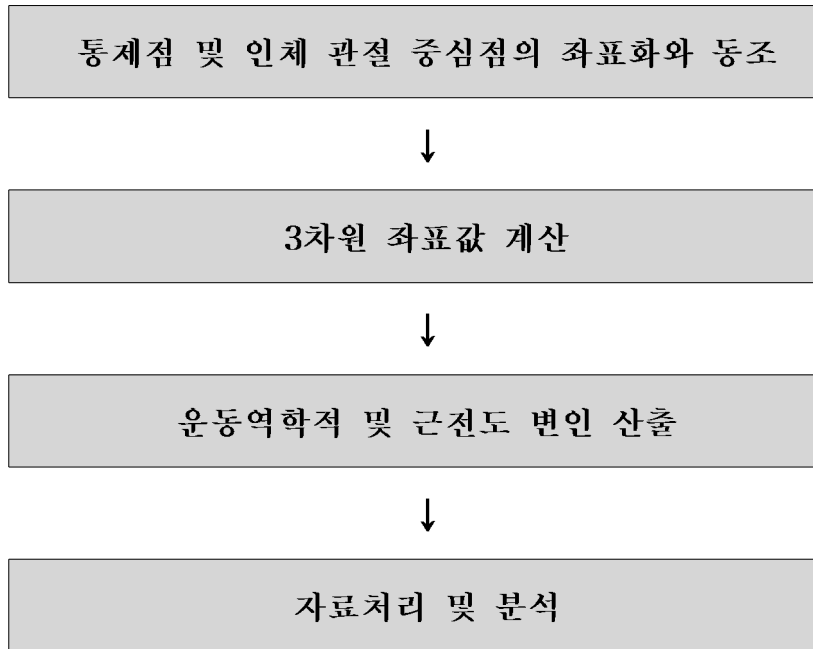 통제점 및 인체 관절 중심점의 좌표화와 동조
↓
3차원 좌표값 계산
↓
운동역학적 및 근전도 변인 산출
↓
자료처리 및 분석